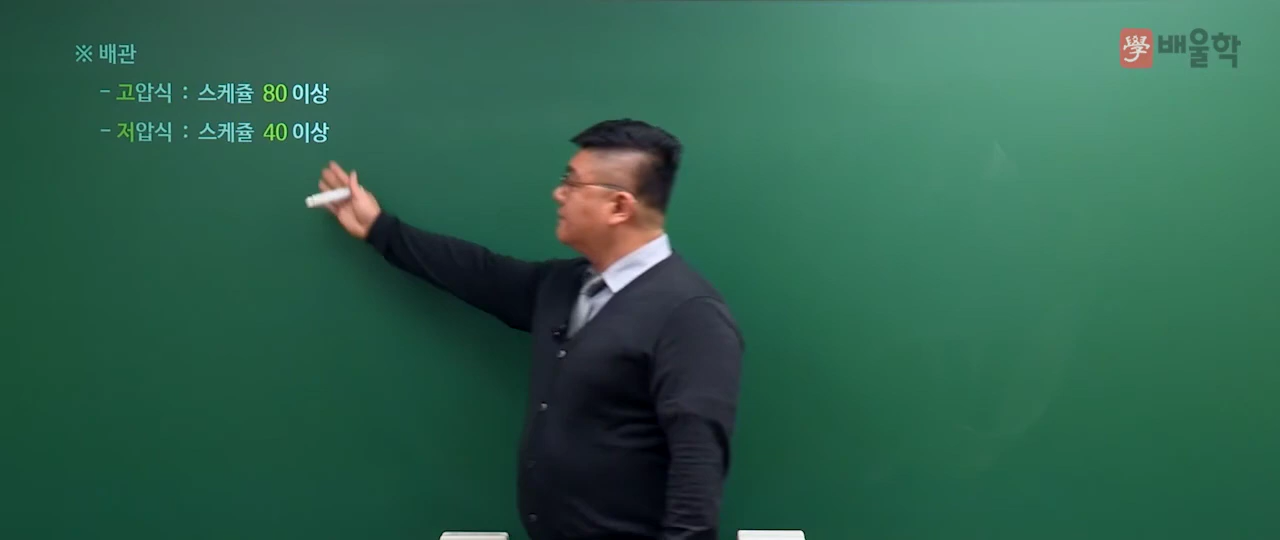 ※ 배관
- 고압식 : 스케쥴 80 이상
- 저압식 : 스케쥴 40 이상
學 배울학